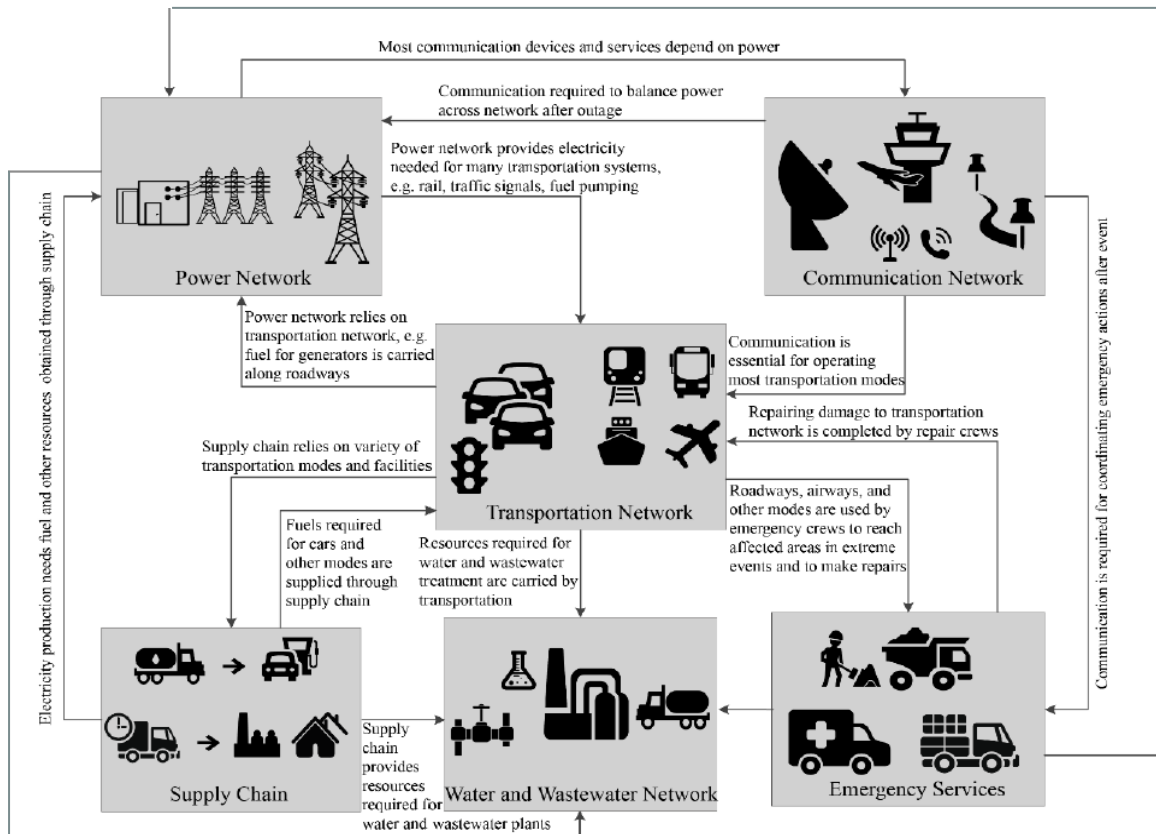 Most communication devices and services depend on power
Communication required to balance power
across network after outage
Power network provides electricity
needed for many transportation systems,
e.g. rail, traffic signals, fuel pumping
Power Network
Communication Network
Electricity production needs fuel and other resources obtained through supply chain
Communication is required for coordinating emergency actions after event
Power network relies on
transportation network, e.g.
fuel for generators is carried
along roadways
Communication is
essential for operating
most transportation modes
Repairing damage to transportation
network is completed by repair crews
Supply chain relies on variety of
transportation modes and facilities
Transportation Network
Roadways, airways, and
other modes are used by
emergency crews to reach
affected areas in extreme
events and to make repairs
Fuels required
for cars and
other modes are
supplied through
supply chain
Resources required for
water and wastewater
treatment are carried by
transportation
Supply
chain
provides
resources
required for
water and wastewater plants
Supply Chain
Water and Wastewater Network
Emergency Services